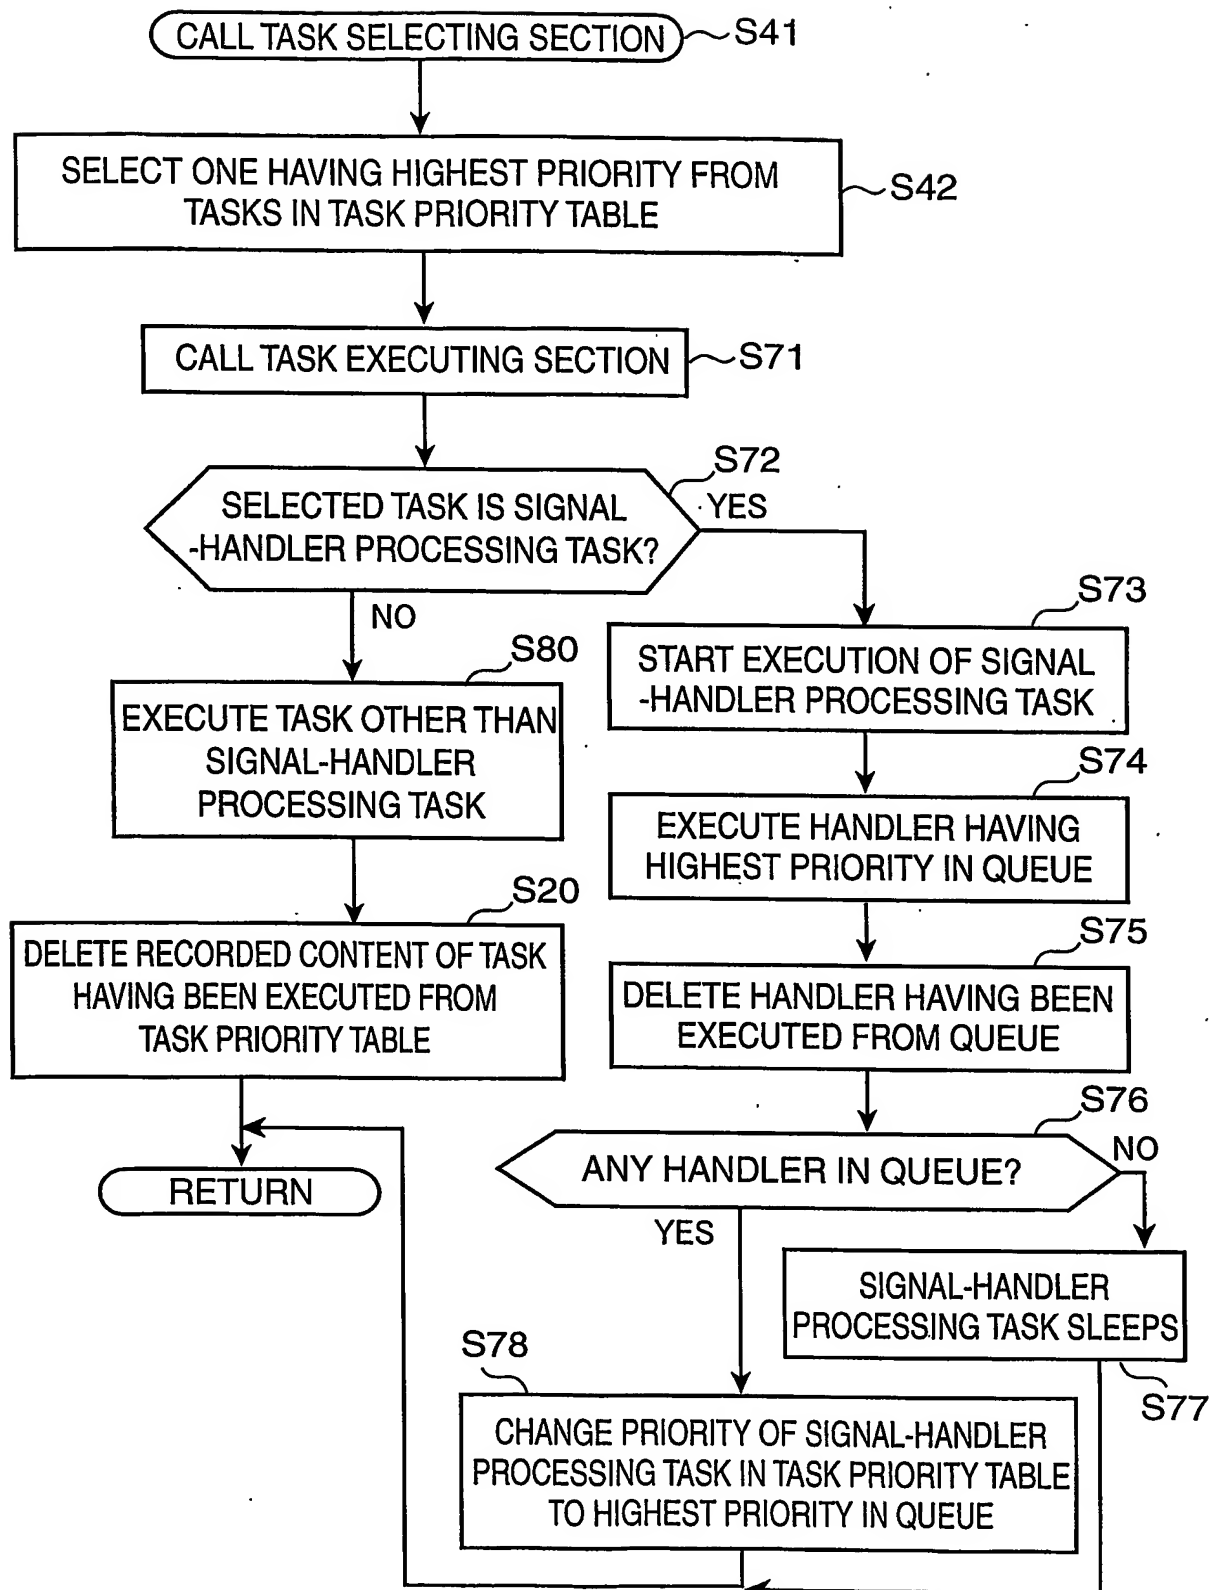 CALL TASK SELECTING SECTION
S41
SELECT ONE HAVING HIGHEST PRIORITY FROM
TASKS IN TASK PRIORITY TABLE
S42
CALL TASK EXECUTING SECTION
S71
S72
SELECTED TASK IS SIGNAL
-HANDLER PROCESSING TASK?
YES
NO
S80
EXECUTE TASK OTHER THAN
SIGNAL-HANDLER
PROCESSING TASK
S20
DELETE RECORDED CONTENT OF TASK
HAVING BEEN EXECUTED FROM
TASK PRIORITY TABLE
RETURN
S73
START EXECUTION OF SIGNAL
-HANDLER PROCESSING TASK
S74
EXECUTE HANDLER HAVING
HIGHEST PRIORITY IN QUEUE
S75
DELETE HANDLER HAVING BEEN
EXECUTED FROM QUEUE
S76
ANY HANDLER IN QUEUE?
NO
YES
SIGNAL-HANDLER
PROCESSING TASK SLEEPS
S77
S78
CHANGE PRIORITY OF SIGNAL-HANDLER
PROCESSING TASK IN TASK PRIORITY TABLE
TO HIGHEST PRIORITY IN QUEUE